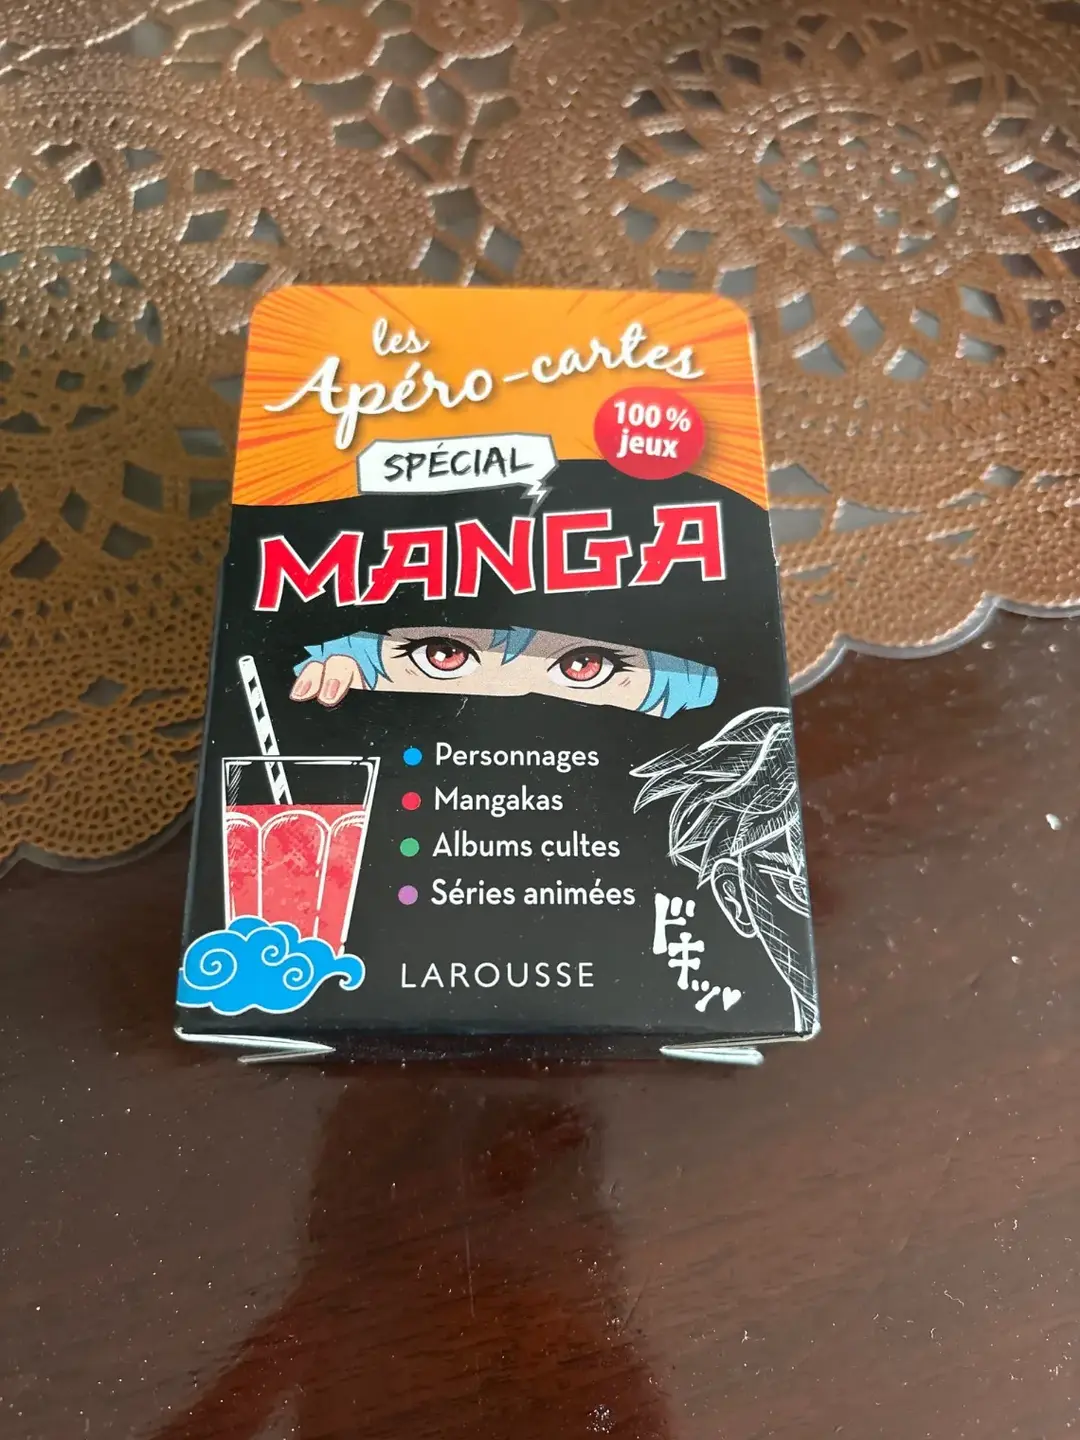 les
Apéro-cartes
100 %
jeux
SPÉCIAL
MANGA
Personnages
Mangakas
Albums cultes
Séries animées
ドキッ♥
LAROUSSE